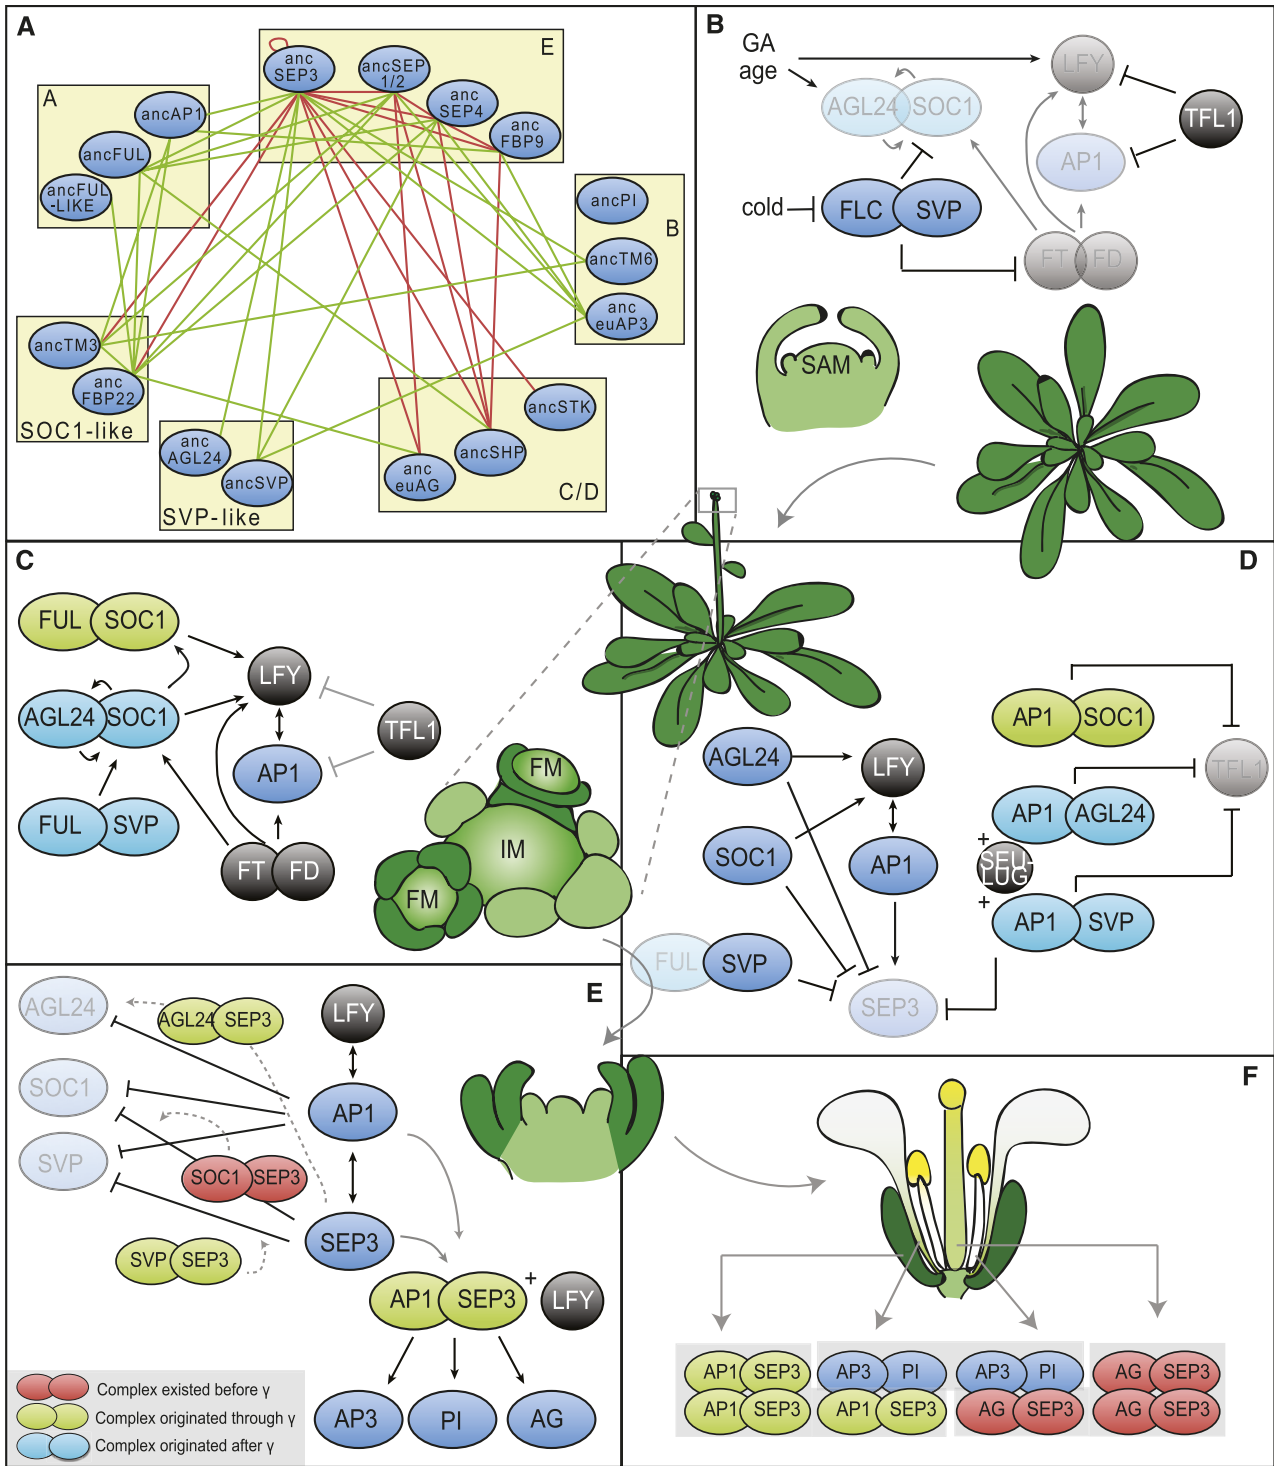 A
E
anc
SEP3
ancSEP
1/2
anc
SEP4
anc
FBP9
A
ancAP1
ancFUL
ancFUL
-LIKE
B
ancPI
ancTM6
anc
euAP3
ancTM3
anc
FBP22
SOC1-like
anc
AGL24
ancSVP
SVP-like
ancSTK
ancSHP
anc
euAG
C/D
B
GA
age
LFY
AGL24 SOC1
TFL1
AP1
cold
FLC SVP
FT FD
SAM
C
FUL SOC1
LFY
AGL24 SOC1
TFL1
AP1
FUL SVP
FT FD
FM
IM
FM
D
AP1 SOC1
AGL24
LFY
TFL1
AP1 AGL24
SOC1
AP1
+
SEU-
LUG
+
AP1 SVP
FUL SVP
SEP3
E
AGL24
AGL24 SEP3
LFY
SOC1
AP1
SVP
SOC1 SEP3
SEP3
SVP SEP3
AP1 SEP3
+
LFY
AP3
PI
AG
Complex existed before γ
Complex originated through γ
Complex originated after γ
F
AP1 SEP3
AP3 PI
AP3 PI
AG SEP3
AP1 SEP3
AP1 SEP3
AG SEP3
AG SEP3